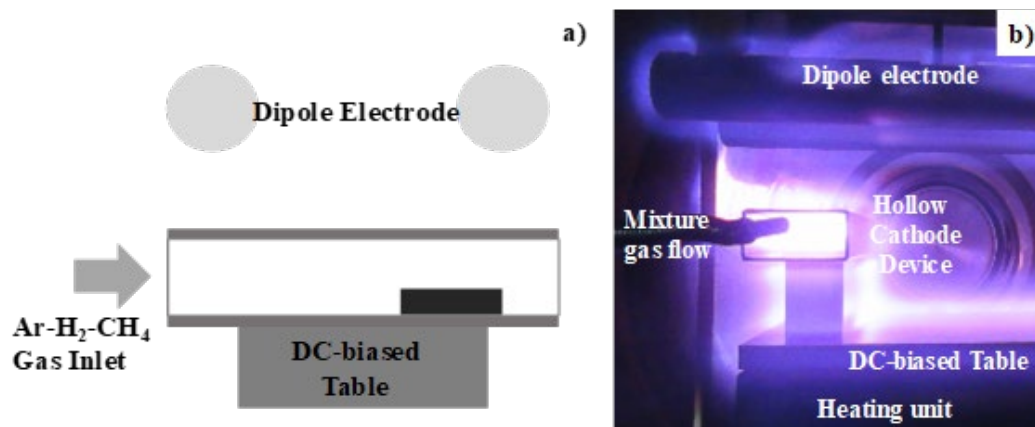 a)
Dipole Electrode
Ar-H₂-CH₄
Gas Inlet
DC-biased
Table
b)
Dipole electrode
Mixture
gas flow
Hollow
Cathode
Device
DC-biased Table
Heating unit